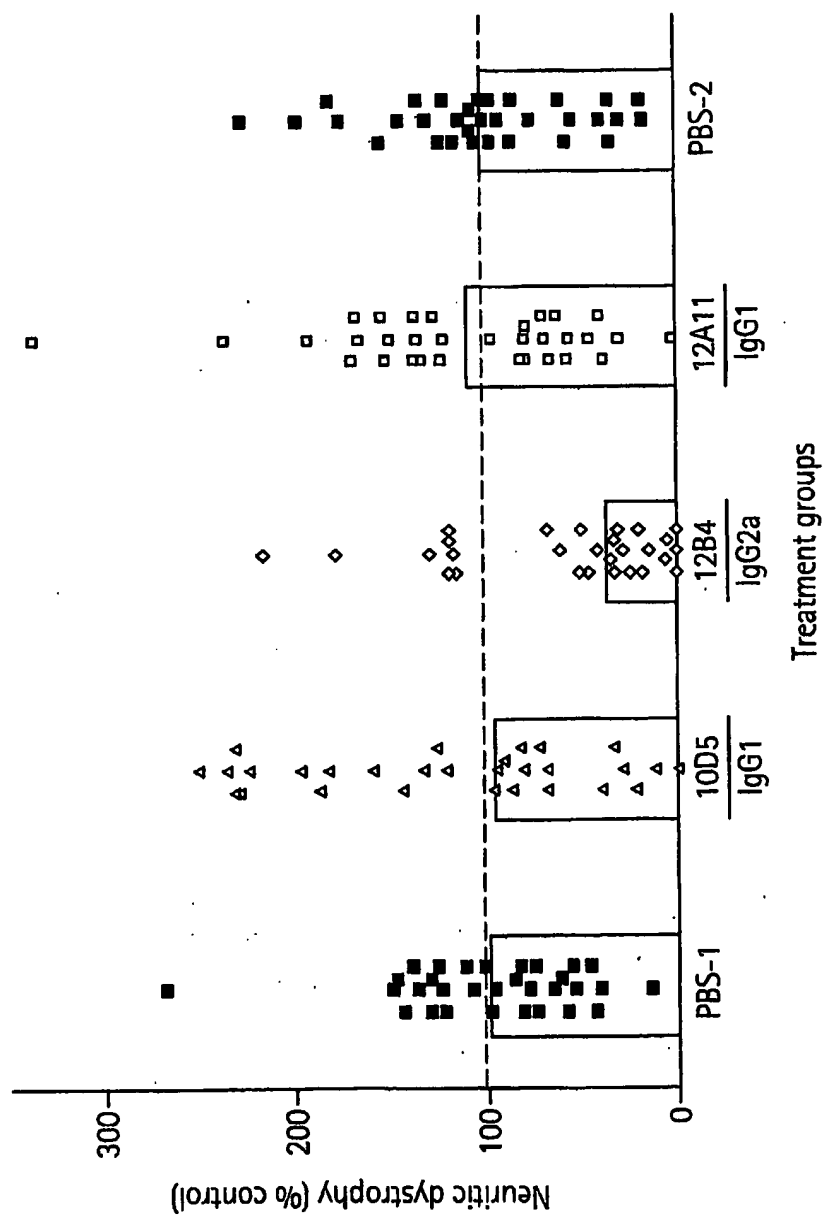 Neuritic dystrophy (% control)
300
200
100
0
PBS-1
10D5
IgG1
12B4
IgG2a
12A11
IgG1
PBS-2
Treatment groups